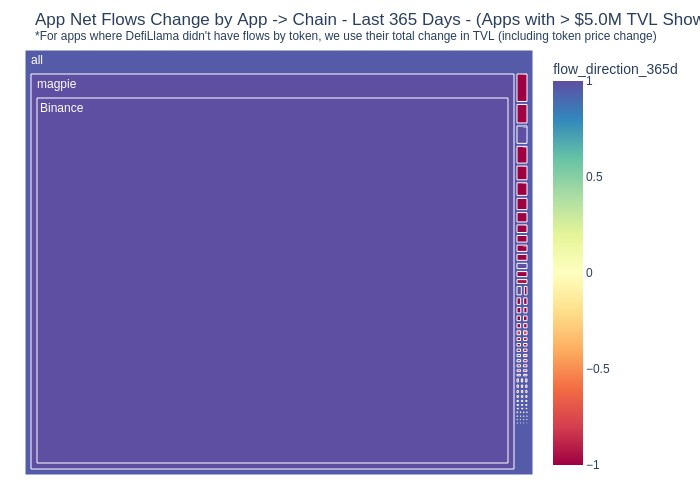 App Net Flows Change by App -> Chain - Last 365 Days - (Apps with > $5.0M TVL Show
*For apps where DefiLlama didn't have flows by token, we use their total change in TVL (including token price change)
all
magpie
Binance
flow_direction_365d
1
0.5
0
−0.5
−1